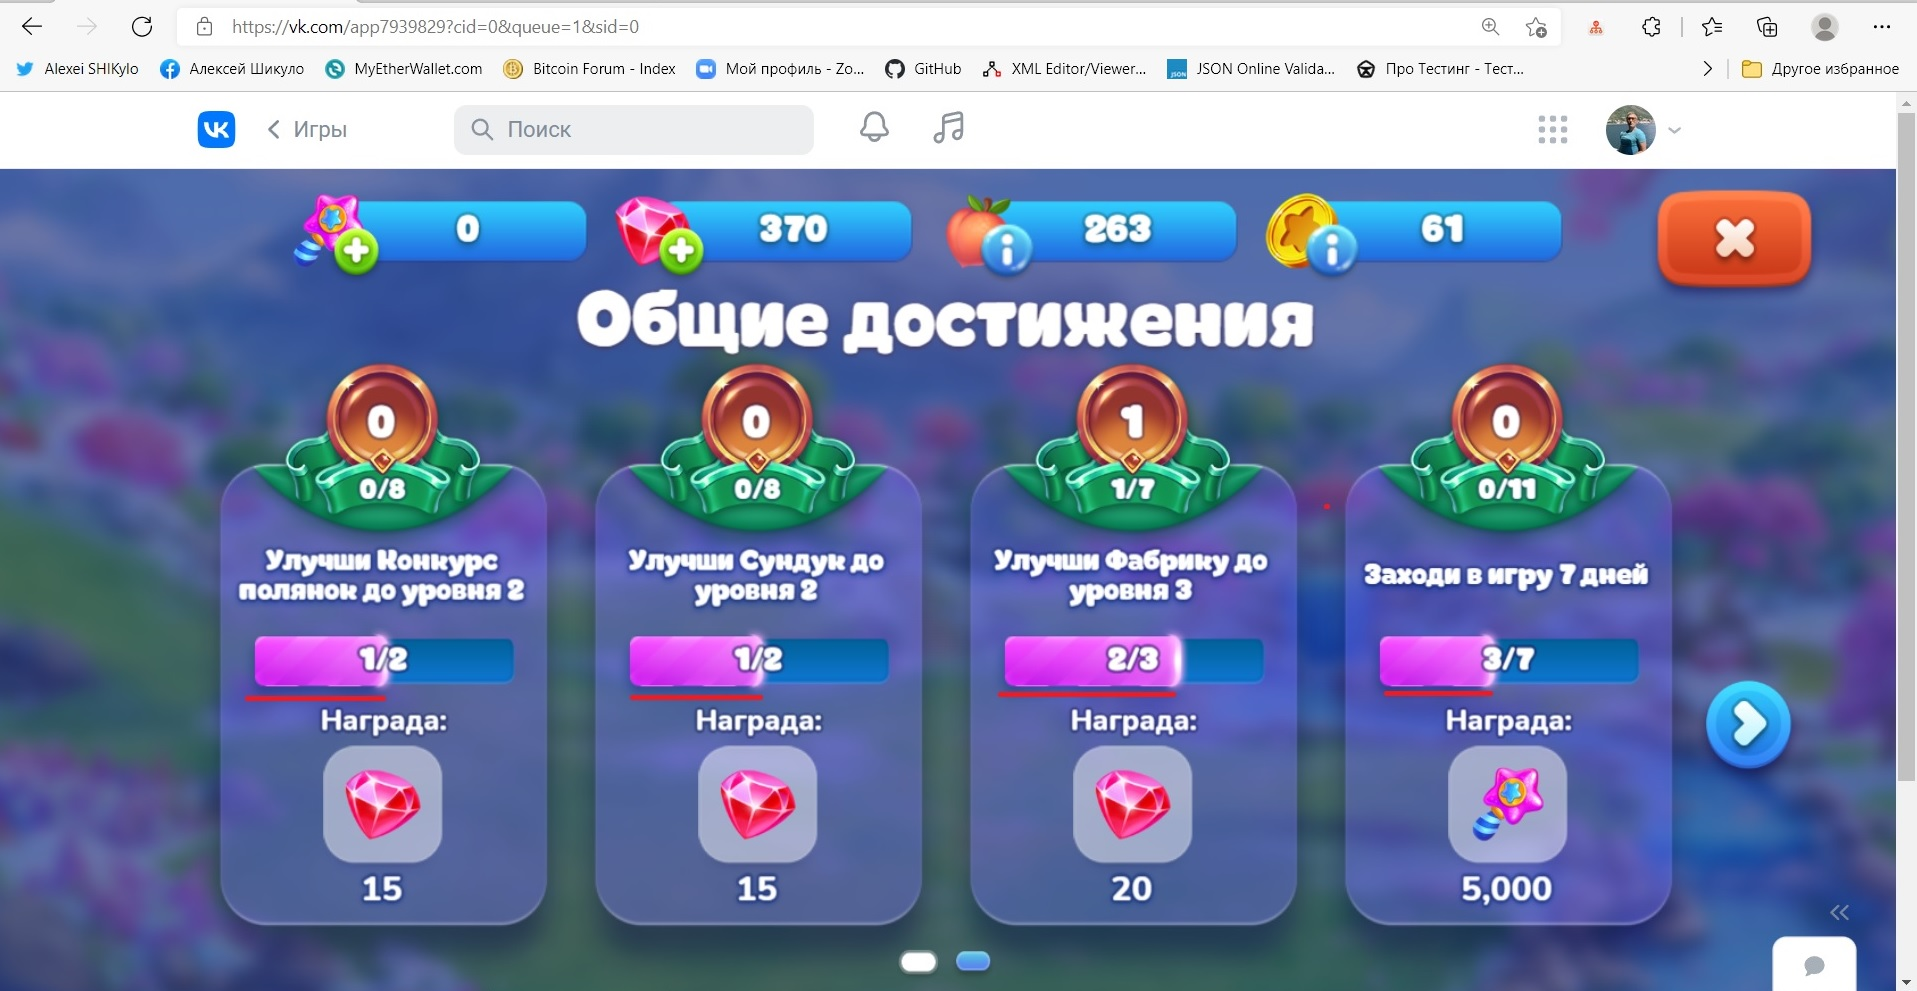 https://vk.com/app7939829?cid=0&queue=1&sid=0
Alexei SHIKylo
Алексей Шикуло
MyEtherWallet.com
Bitcoin Forum - Index
Мой профиль - Zo...
GitHub
XML Editor/Viewer...
JSON Online Valida...
Про Тестинг - Тест...
Другое избранное
Игры
Поиск
0
370
263
61
Общие достижения
0
0/8
Улучши Конкурс
полянок до уровня 2
1/2
Награда:
15
0
0/8
Улучши Сундук до
уровня 2
1/2
Награда:
15
1
1/7
Улучши Фабрику до
уровня 3
2/3
Награда:
20
0
0/11
Заходи в игру 7 дней
3/7
Награда:
5,000